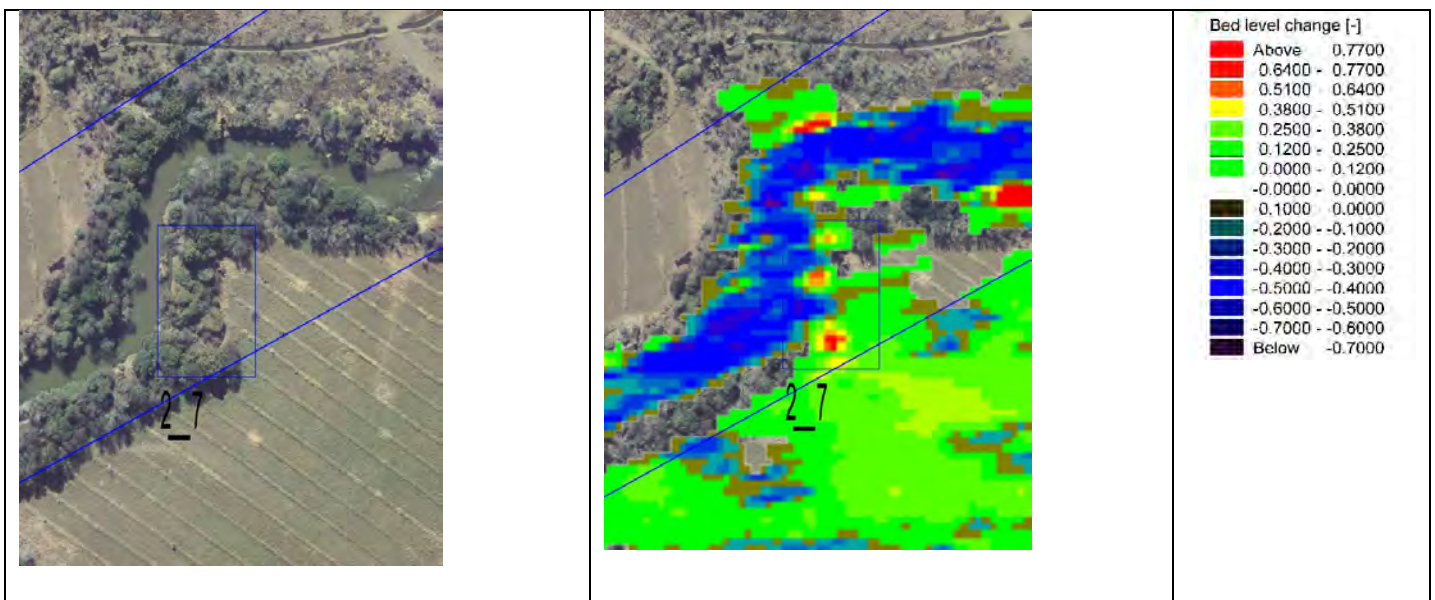 2_7
2_7
Bed level change [-]
Above 0.7700
0.6400 - 0.7700
0.5100 - 0.6400
0.3800 - 0.5100
0.2500 - 0.3800
0.1200 - 0.2500
0.0000 - 0.1200
-0.0000 - 0.0000
0.1000 0.0000
-0.2000 - -0.1000
-0.3000 - -0.2000
-0.4000 - -0.3000
-0.5000 - -0.4000
-0.6000 - -0.5000
-0.7000 - -0.6000
Below -0.7000